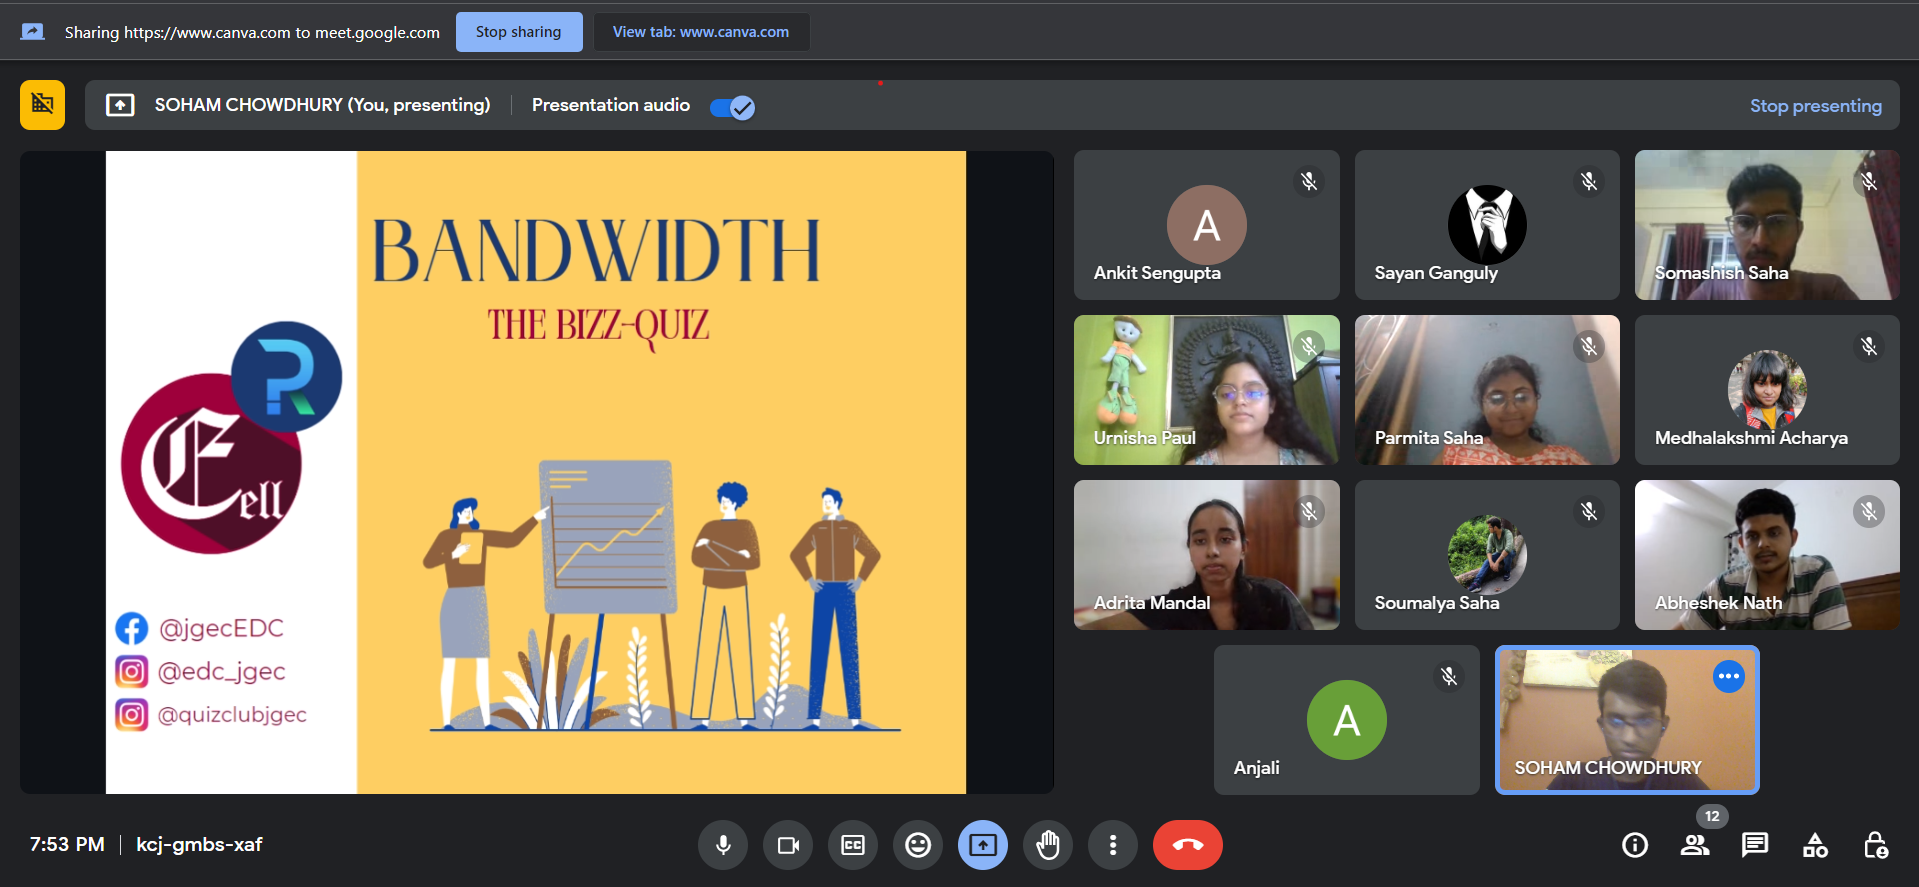 Sharing https://www.canva.com to meet.google.com
Stop sharing
View tab: www.canva.com
SOHAM CHOWDHURY (You, presenting)
Presentation audio
Stop presenting
BANDWIDTH
THE BIZZ-QUIZ
R
Cell
@jgecEDC
@edc_jgec
@quizclubjgec
A
Ankit Sengupta
Sayan Ganguly
Somashish Saha
Urnisha Paul
Parmita Saha
Medhalakshmi Acharya
Adrita Mandal
Soumalya Saha
Abheshek Nath
A
Anjali
SOHAM CHOWDHURY
7:53 PM
kcj-gmbs-xaf
CC
12